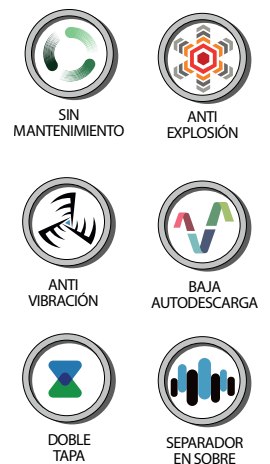 SIN
MANTENIMIENTO
ANTI
EXPLOSIÓN
ANTI
VIBRACIÓN
BAJA
AUTODESCARGA
DOBLE
TAPA
SEPARADOR
EN SOBRE